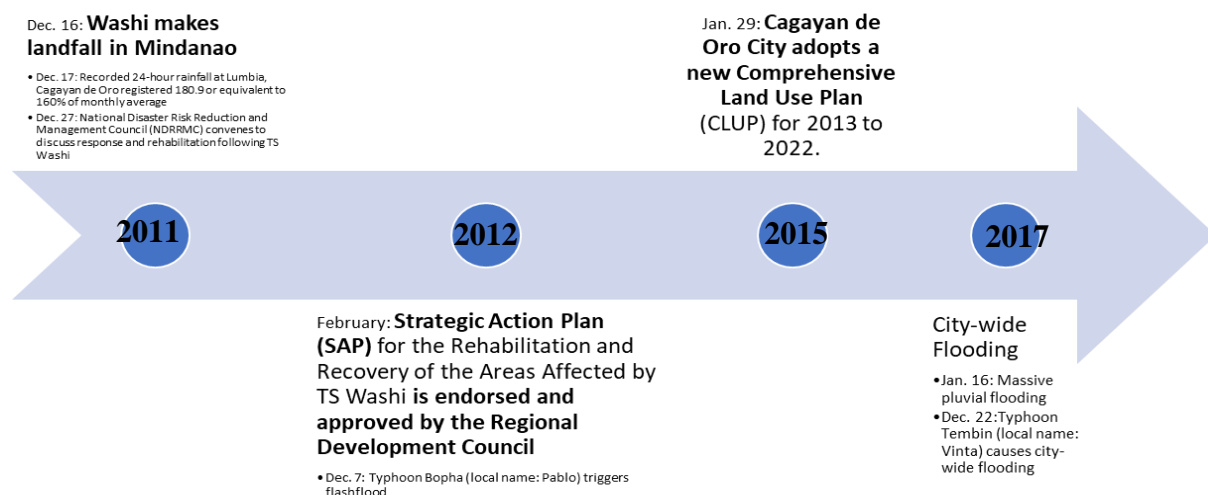 Dec. 16: Washi makes
landfall in Mindanao
• Dec. 17: Recorded 24-hour rainfall at Lumbia,
Cagayan de Oro registered 180.9 or equivalent to
160% of monthly average
• Dec. 27: National Disaster Risk Reduction and
Management Council (NDRRMC) convenes to
discuss response and rehabilitation following TS
Washi
Jan. 29: Cagayan de
Oro City adopts a
new Comprehensive
Land Use Plan
(CLUP) for 2013 to
2022.
2011
2012
2015
2017
February: Strategic Action Plan
(SAP) for the Rehabilitation and
Recovery of the Areas Affected by
TS Washi is endorsed and
approved by the Regional
Development Council
• Dec. 7: Typhoon Bopha (local name: Pablo) triggers
flashflood
City-wide
Flooding
• Jan. 16: Massive
pluvial flooding
• Dec. 22:Typhoon
Tembin (local name:
Vinta) causes city-
wide flooding